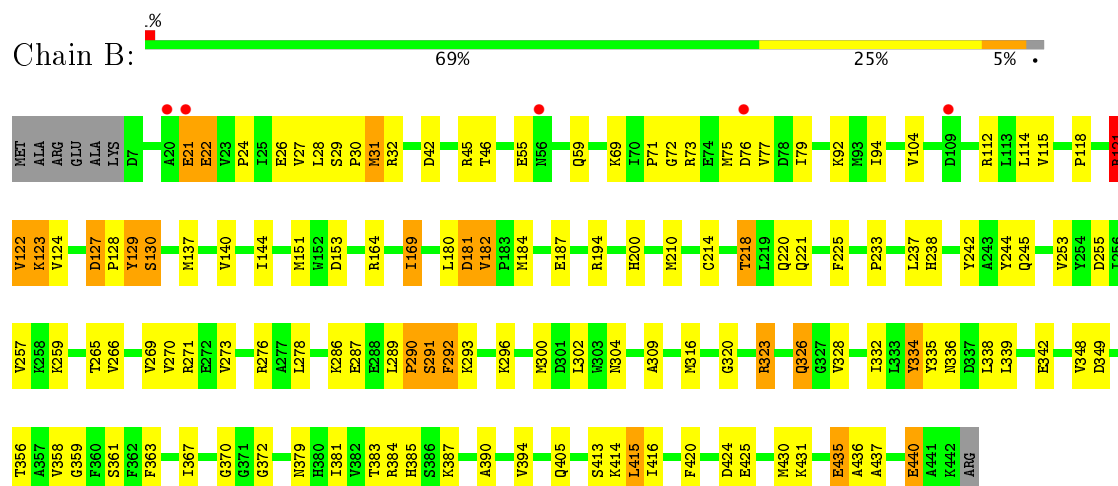 .%
Chain B:
69% 25% 5% •
MET ALA ARG GLU ALA LYS D7 A20 E21 E22 V23 P24 I25 E26 V27 L28 S29 P30 M31 R32 D42 R45 T46 E55 N56 Q59 K69 I70 P71 G72 R73 E74 M75 D76 V77 D78 I79 K92 M93 I94 V104 D109 R112 L113 L114 V115 P118 R121
V122 K123 V124 D127 P128 Y129 S130 M137 V140 I144 M151 W152 D153 R164 I169 L180 D181 V182 P183 M184 E187 R194 H200 M210 C214 T218 L219 Q220 Q221 F225 P233 L237 H238 Y242 A243 Y244 Q245 V253 Y254 D255 I256
V257 K258 K259 T265 V266 V269 V270 R271 E272 V273 R276 A277 L278 K286 E287 E288 L289 P290 S291 F292 K293 K296 M300 D301 L302 W303 N304 A309 M316 G320 R323 Q326 G327 V328 I332 L333 Y334 Y335 N336 D337 L338 L339 E342 V348 D349
T356 A357 V358 G359 F360 S361 F362 F363 I367 G370 G371 G372 N379 H380 I381 V382 T383 R384 H385 S386 K387 A390 V394 Q405 S413 K414 L415 I416 F420 D424 E425 M430 K431 E435 A436 A437 E440 A441 K442 ARG